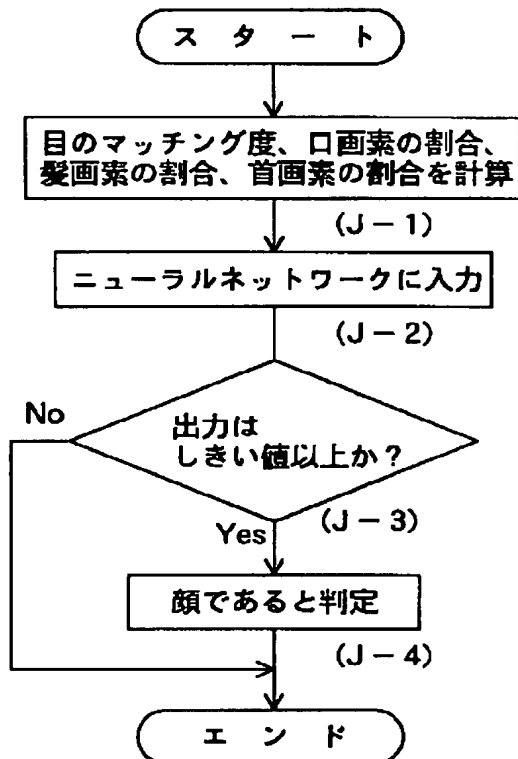 スタート
目のマッチング度、口画素の割合、
髪画素の割合、首画素の割合を計算
(J-1)
ニューラルネットワークに入力
(J-2)
No
出力は
しきい値以上か?
(J-3)
Yes
顔であると判定
(J-4)
エンド